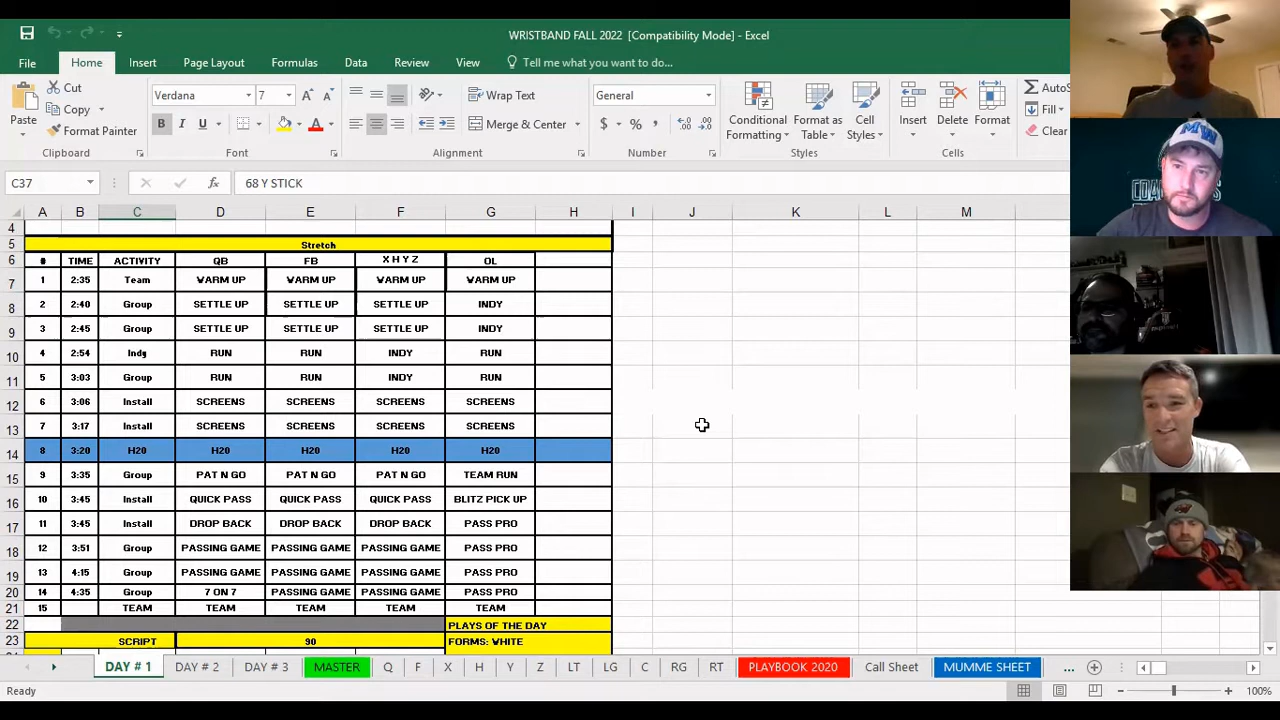 WRISTBAND FALL 2022 [Compatibility Mode] - Excel
File Home Insert Page Layout Formulas Data Review View Tell me what you want to do...
Cut Verdana 7 Wrap Text General AutoS
Copy Conditional Format as Cell Insert Delete Format Fill
Paste Format Painter B I U Merge & Center $ % , Formatting Table Styles Clear
Clipboard Font Alignment Number Styles Cells
C37 fx 68 Y STICK
A B C D E F G H I J K L M
4
5 Stretch
6 # TIME ACTIVITY QB FB X H Y Z OL
7 1 2:35 Team WARM UP WARM UP WARM UP WARM UP
8 2 2:40 Group SETTLE UP SETTLE UP SETTLE UP INDY
9 3 2:45 Group SETTLE UP SETTLE UP SETTLE UP INDY
10 4 2:54 Indy RUN RUN INDY RUN
11 5 3:03 Group RUN RUN INDY RUN
12 6 3:06 Install SCREENS SCREENS SCREENS SCREENS
13 7 3:17 Install SCREENS SCREENS SCREENS SCREENS
14 8 3:20 H20 H20 H20 H20 H20
15 9 3:35 Group PAT N GO PAT N GO PAT N GO TEAM RUN
16 10 3:45 Install QUICK PASS QUICK PASS QUICK PASS BLITZ PICK UP
17 11 3:45 Install DROP BACK DROP BACK DROP BACK PASS PRO
18 12 3:51 Group PASSING GAME PASSING GAME PASSING GAME PASS PRO
19 13 4:15 Group PASSING GAME PASSING GAME PASSING GAME PASS PRO
20 14 4:35 Group 7 ON 7 PASSING GAME PASSING GAME PASS PRO
21 15 TEAM TEAM TEAM TEAM TEAM
22 PLAYS OF THE DAY
23 SCRIPT 90 FORMS: WHITE
DAY # 1 DAY # 2 DAY # 3 MASTER Q F X H Y Z LT LG C RG RT PLAYBOOK 2020 Call Sheet MUMME SHEET ...
Ready 100%
MW